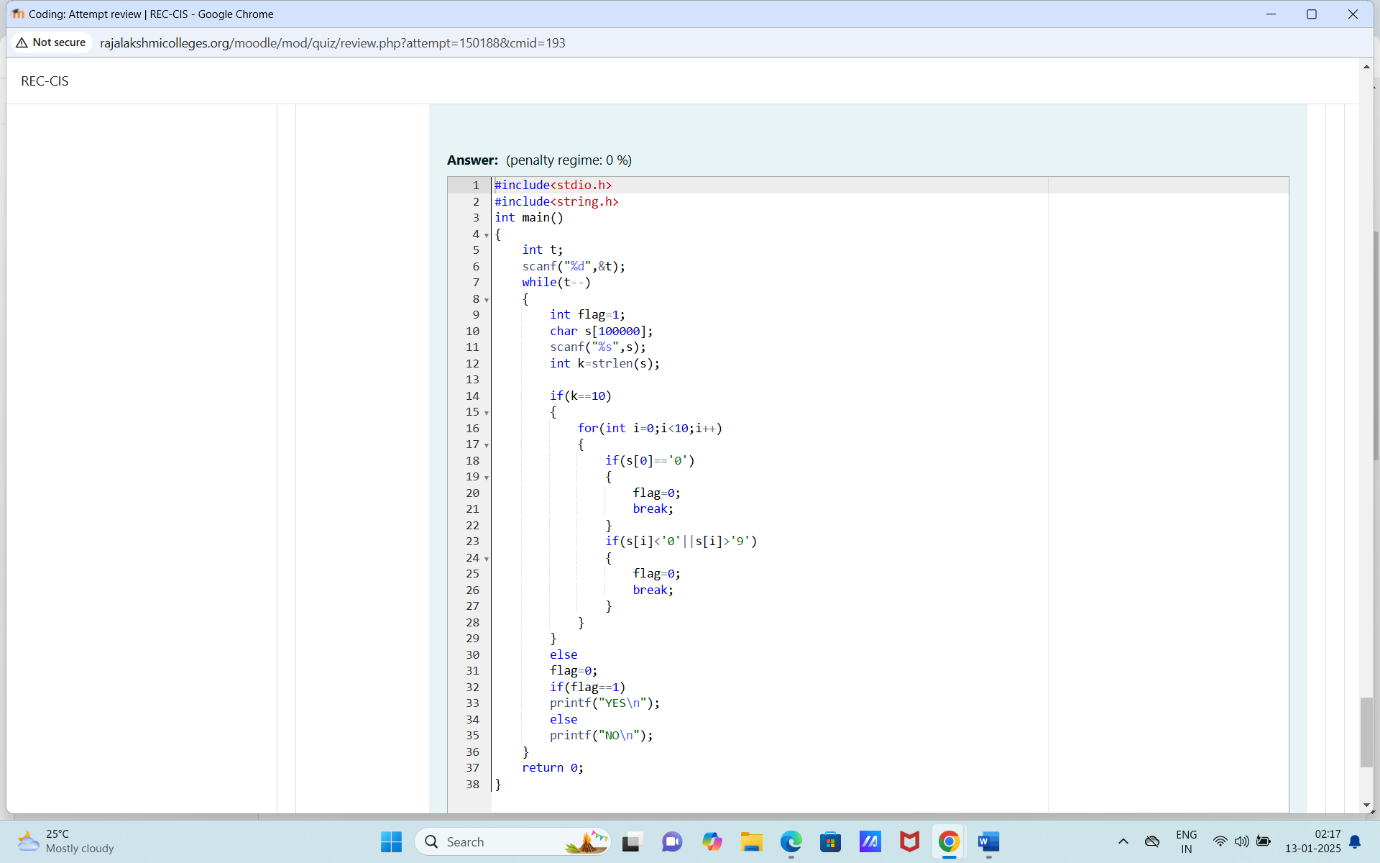 Coding: Attempt review | REC-CIS - Google Chrome
Not secure rajalakshmicolleges.org/moodle/mod/quiz/review.php?attempt=150188&cmid=193
REC-CIS
Answer: (penalty regime: 0 %)
1 #include<stdio.h>
2 #include<string.h>
3 int main()
4 {
5     int t;
6     scanf("%d",&t);
7     while(t--)
8     {
9         int flag=1;
10         char s[100000];
11         scanf("%s",s);
12         int k=strlen(s);
13
14         if(k==10)
15         {
16             for(int i=0;i<10;i++)
17             {
18                 if(s[0]=='0')
19                 {
20                     flag=0;
21                     break;
22                 }
23                 if(s[i]<'0'||s[i]>'9')
24                 {
25                     flag=0;
26                     break;
27                 }
28             }
29         }
30         else
31         flag=0;
32         if(flag==1)
33         printf("YES\n");
34         else
35         printf("NO\n");
36     }
37     return 0;
38 }
25°C
Mostly cloudy
Search
ENG
IN
02:17
13-01-2025